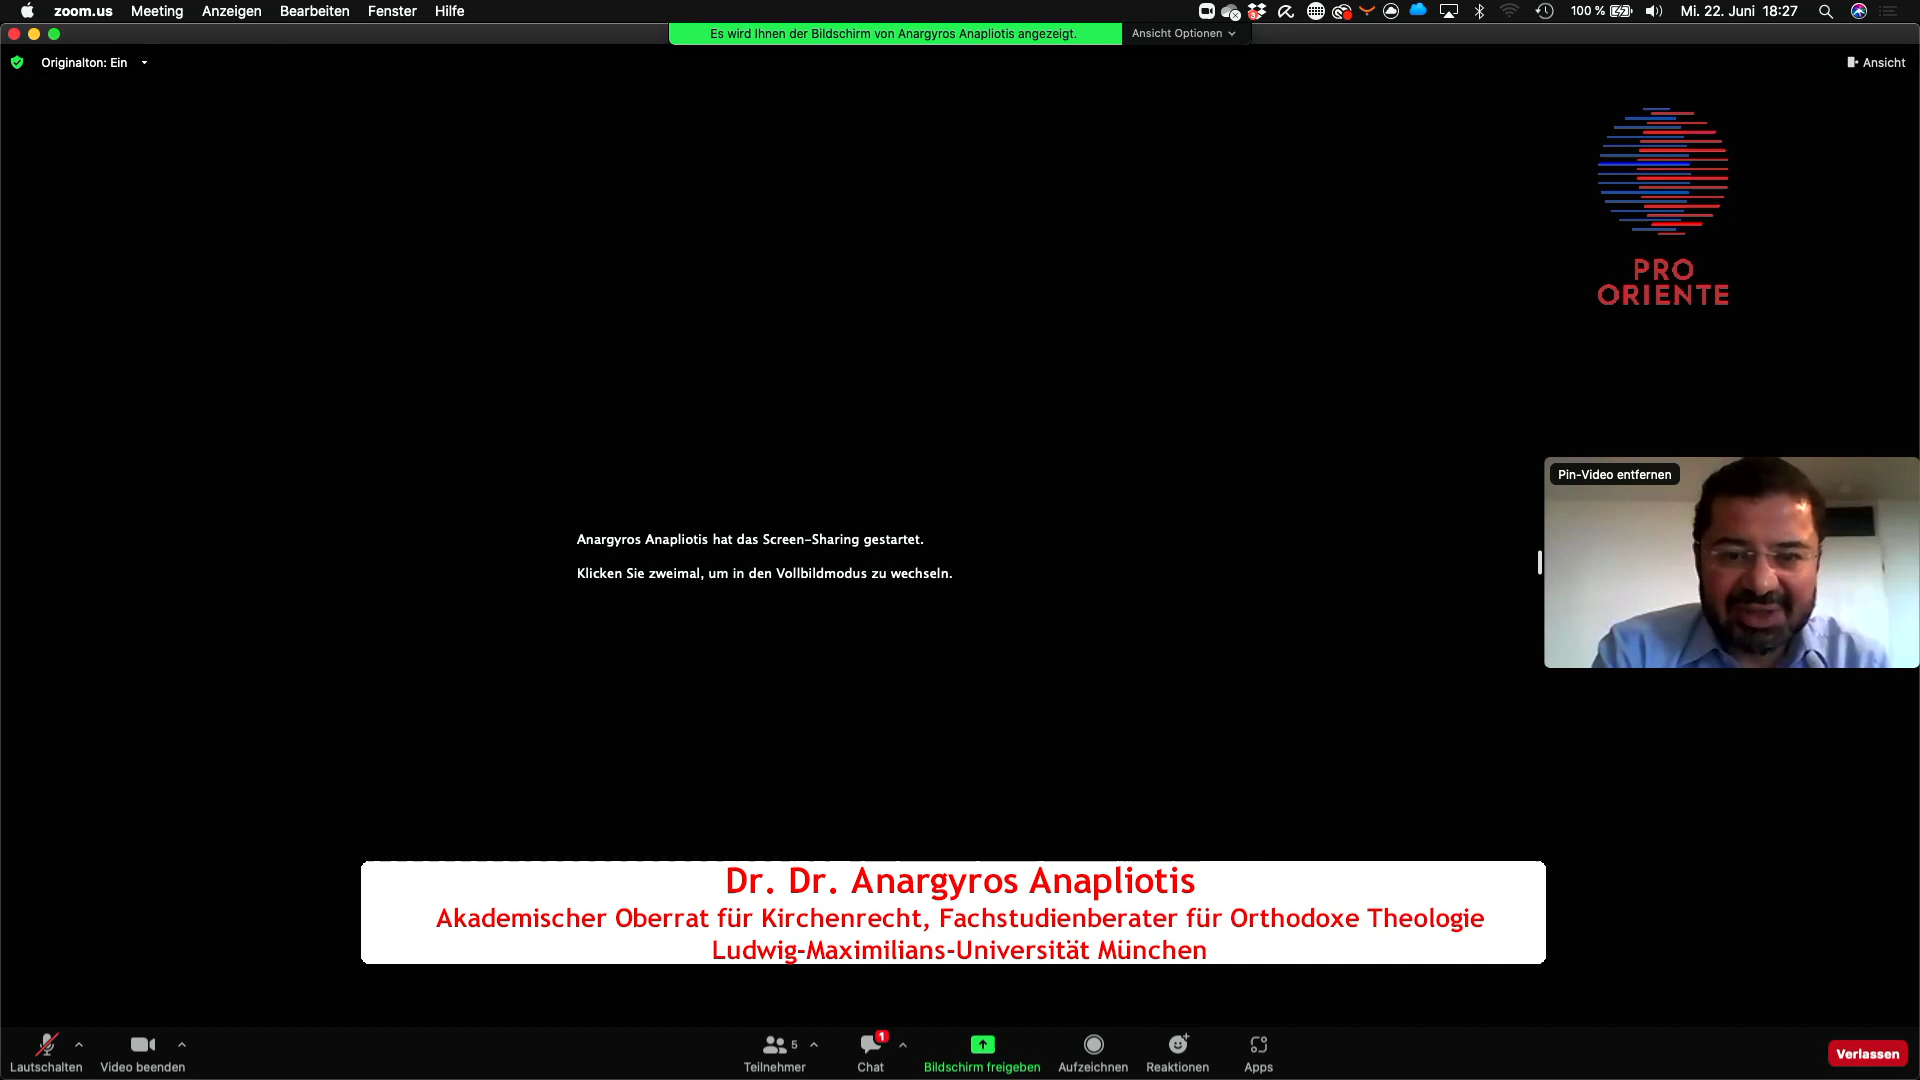 zoom.us Meeting Anzeigen Bearbeiten Fenster Hilfe
3
100 % Mi. 22. Juni 18:27
Es wird Ihnen der Bildschirm von Anargyros Anapliotis angezeigt. Ansicht Optionen
Originalton: Ein
Ansicht
PRO
ORIENTE
Pin-Video entfernen
Anargyros Anapliotis hat das Screen-Sharing gestartet.
Klicken Sie zweimal, um in den Vollbildmodus zu wechseln.
Dr. Dr. Anargyros Anapliotis
Akademischer Oberrat für Kirchenrecht, Fachstudienberater für Orthodoxe Theologie
Ludwig-Maximilians-Universität München
5
1
Lautschalten Video beenden Teilnehmer Chat Bildschirm freigeben Aufzeichnen Reaktionen Apps
Verlassen